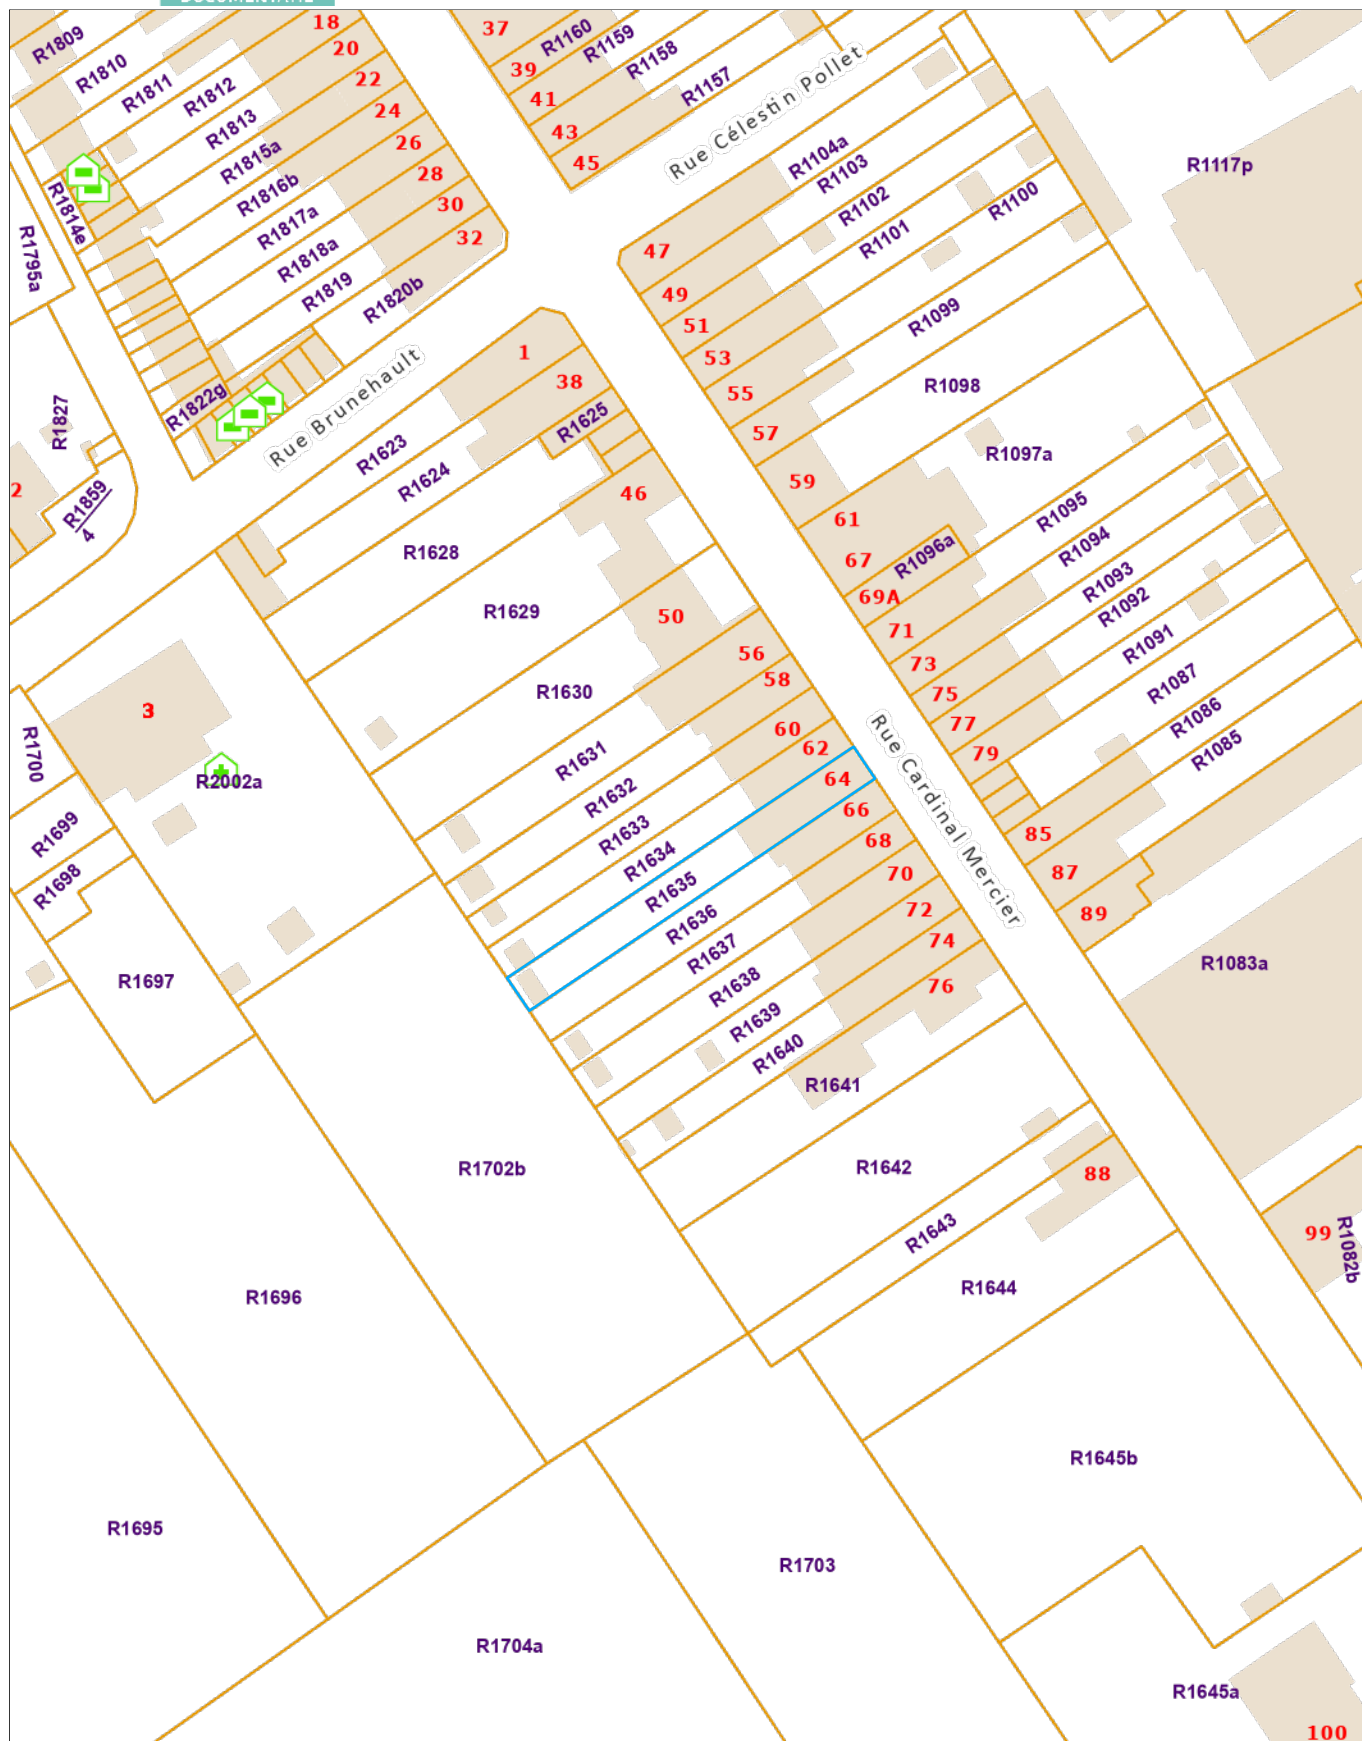 DOCUMENTAIRE
R1809
R1810
R1811
R1812
R1813
R1815a
R1816b
R1817a
R1818a
R1819
R1820b
18
20
22
24
26
28
30
32
37
39
41
43
45
R1160
R1159
R1158
R1157
Rue Célestin Pollet
R1117p
R1814e
R1795a
R1827
R1822g
Rue Brunehault
2
R1859
4
47
49
51
53
55
57
59
61
67
69A
71
73
75
77
79
85
87
89
R1104a
R1103
R1102
R1101
R1100
R1099
R1098
R1097a
R1096a
R1095
R1094
R1093
R1092
R1091
R1087
R1086
R1085
R1083a
99
R1082b
1
38
46
50
56
58
60
62
64
66
68
70
72
74
76
88
R1623
R1624
R1625
R1628
R1629
R1630
R1631
R1632
R1633
R1634
R1635
R1636
R1637
R1638
R1639
R1640
R1641
R1642
R1643
R1644
Rue Cardinal Mercier
3
R2002a
R1700
R1699
R1698
R1697
R1702b
R1696
R1695
R1645b
R1703
R1704a
R1645a
100